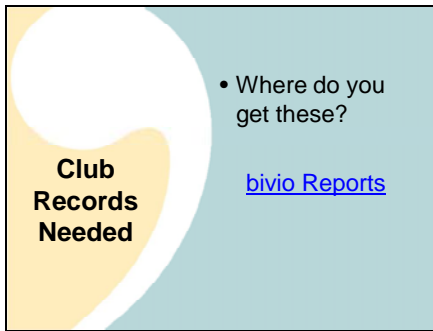 Club
Records
Needed
• Where do you
get these?
bivio Reports